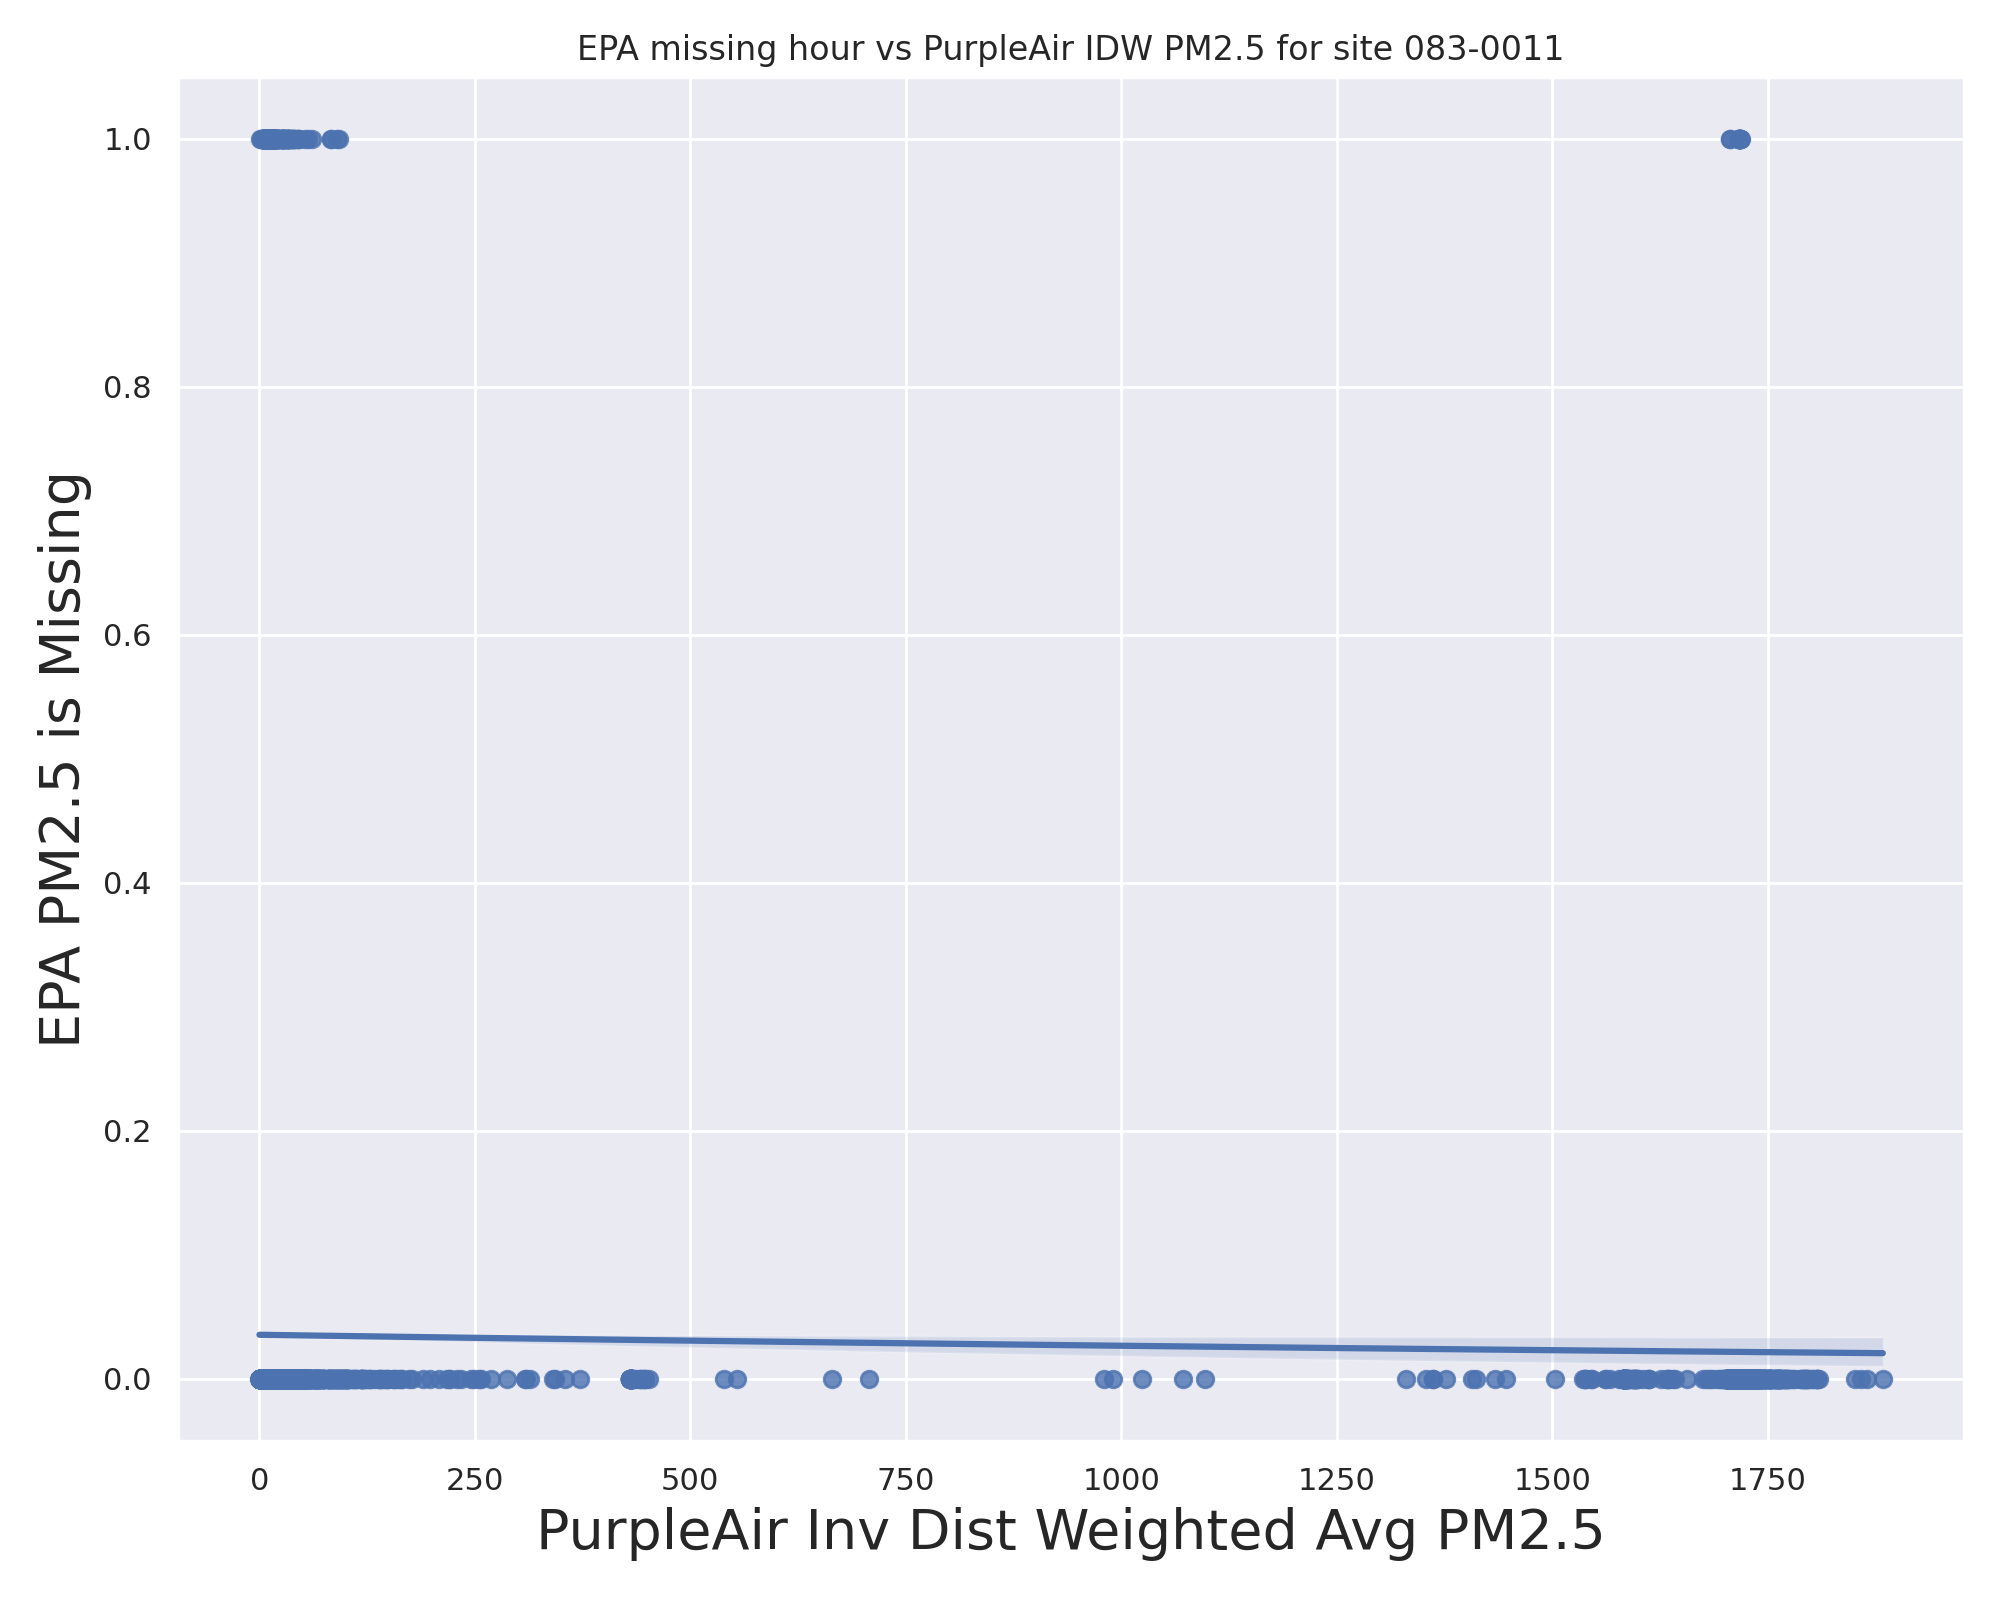 EPA missing hour vs PurpleAir IDW PM2.5 for site 083-0011
1.0
0.8
0.6
0.4
0.2
0.0
EPA PM2.5 is Missing
0 250 500 750 1000 1250 1500 1750
PurpleAir Inv Dist Weighted Avg PM2.5